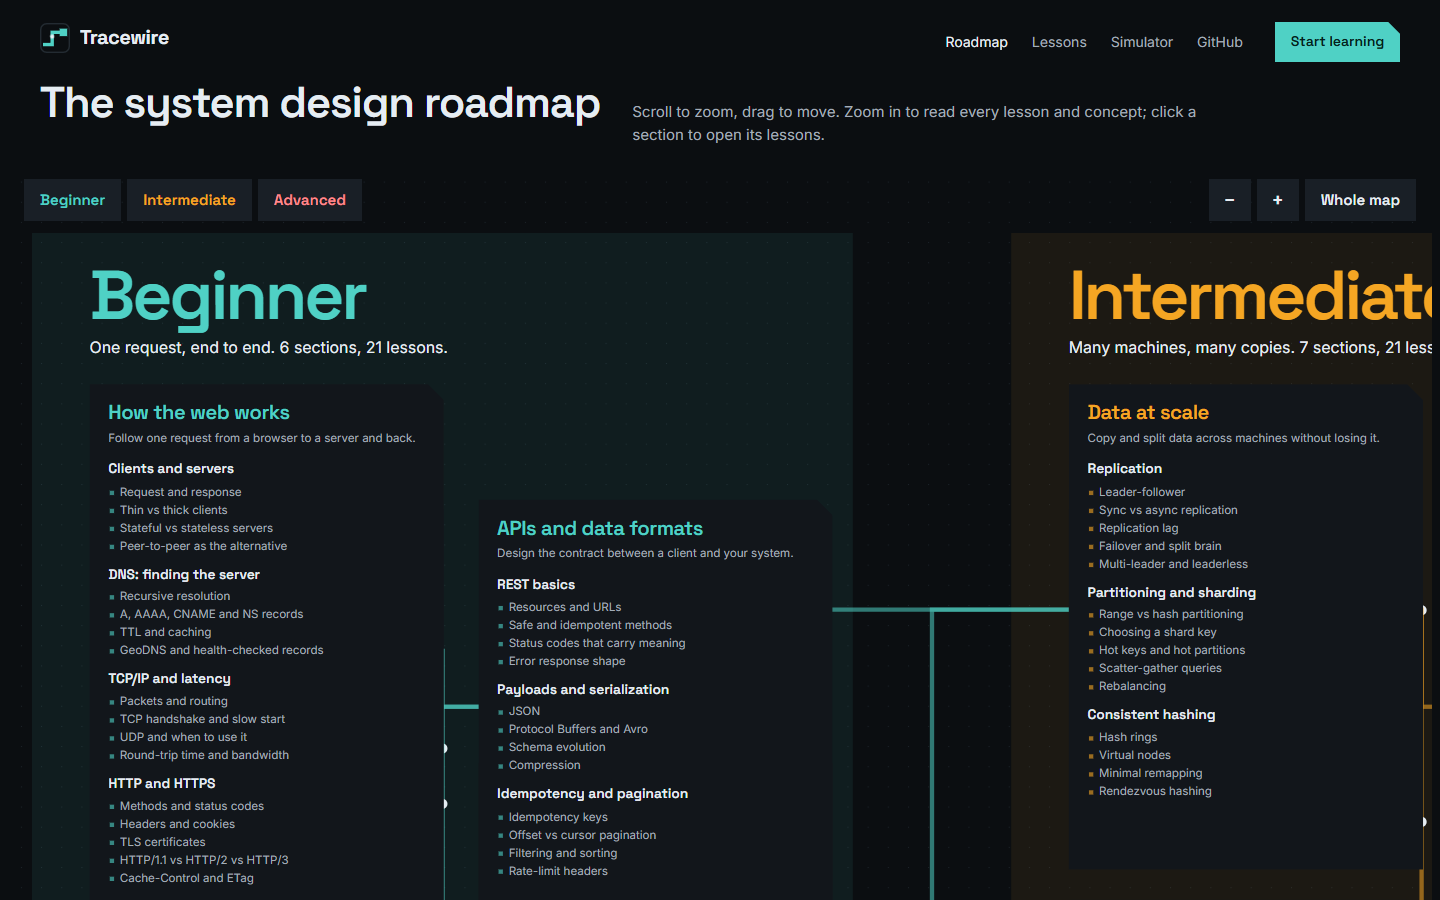 Tracewire
Roadmap
Lessons
Simulator
GitHub
Start learning
The system design roadmap
Scroll to zoom, drag to move. Zoom in to read every lesson and concept; click a
section to open its lessons.
Beginner
Intermediate
Advanced
−
+
Whole map
Beginner
One request, end to end. 6 sections, 21 lessons.
How the web works
Follow one request from a browser to a server and back.
Clients and servers
Request and response
Thin vs thick clients
Stateful vs stateless servers
Peer-to-peer as the alternative
DNS: finding the server
Recursive resolution
A, AAAA, CNAME and NS records
TTL and caching
GeoDNS and health-checked records
TCP/IP and latency
Packets and routing
TCP handshake and slow start
UDP and when to use it
Round-trip time and bandwidth
HTTP and HTTPS
Methods and status codes
Headers and cookies
TLS certificates
HTTP/1.1 vs HTTP/2 vs HTTP/3
Cache-Control and ETag
APIs and data formats
Design the contract between a client and your system.
REST basics
Resources and URLs
Safe and idempotent methods
Status codes that carry meaning
Error response shape
Payloads and serialization
JSON
Protocol Buffers and Avro
Schema evolution
Compression
Idempotency and pagination
Idempotency keys
Offset vs cursor pagination
Filtering and sorting
Rate-limit headers
Intermediate
Many machines, many copies. 7 sections, 21 less
Data at scale
Copy and split data across machines without losing it.
Replication
Leader-follower
Sync vs async replication
Replication lag
Failover and split brain
Multi-leader and leaderless
Partitioning and sharding
Range vs hash partitioning
Choosing a shard key
Hot keys and hot partitions
Scatter-gather queries
Rebalancing
Consistent hashing
Hash rings
Virtual nodes
Minimal remapping
Rendezvous hashing